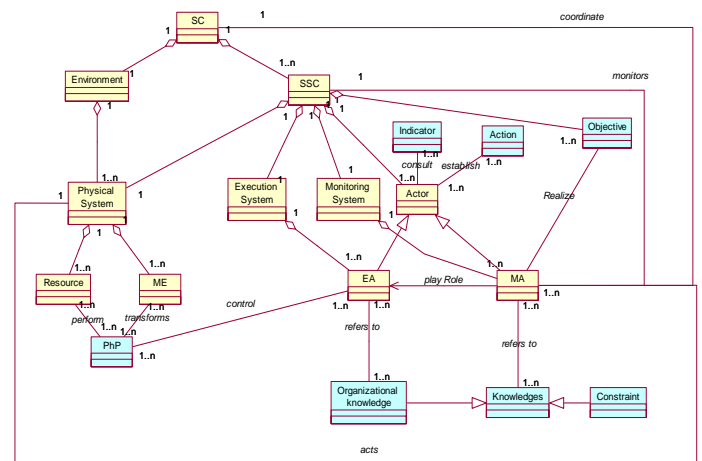 1
coordinate
SC
1
1
1..n
1
monitors
Environment
1
SSC
1
1
1
1
1
Indicator
Action
Objective
1..n
1..n
1..n
consult
establish
1..n
1..n
1..n
Physical
System
Execution
System
1
Monitoring
System
Actor
Realize
1
1
1
1
1
1
1..n
1..n
1..n
1..n
Resource
ME
EA
play Role
MA
1..n
1..n
1..n
1..n
1..n
1..n
control
perform
transforms
1..n
1..n
refers to
PhP
1..n
refers to
1..n
1..n
Organizational
knowledge
Knowledges
Constraint
acts